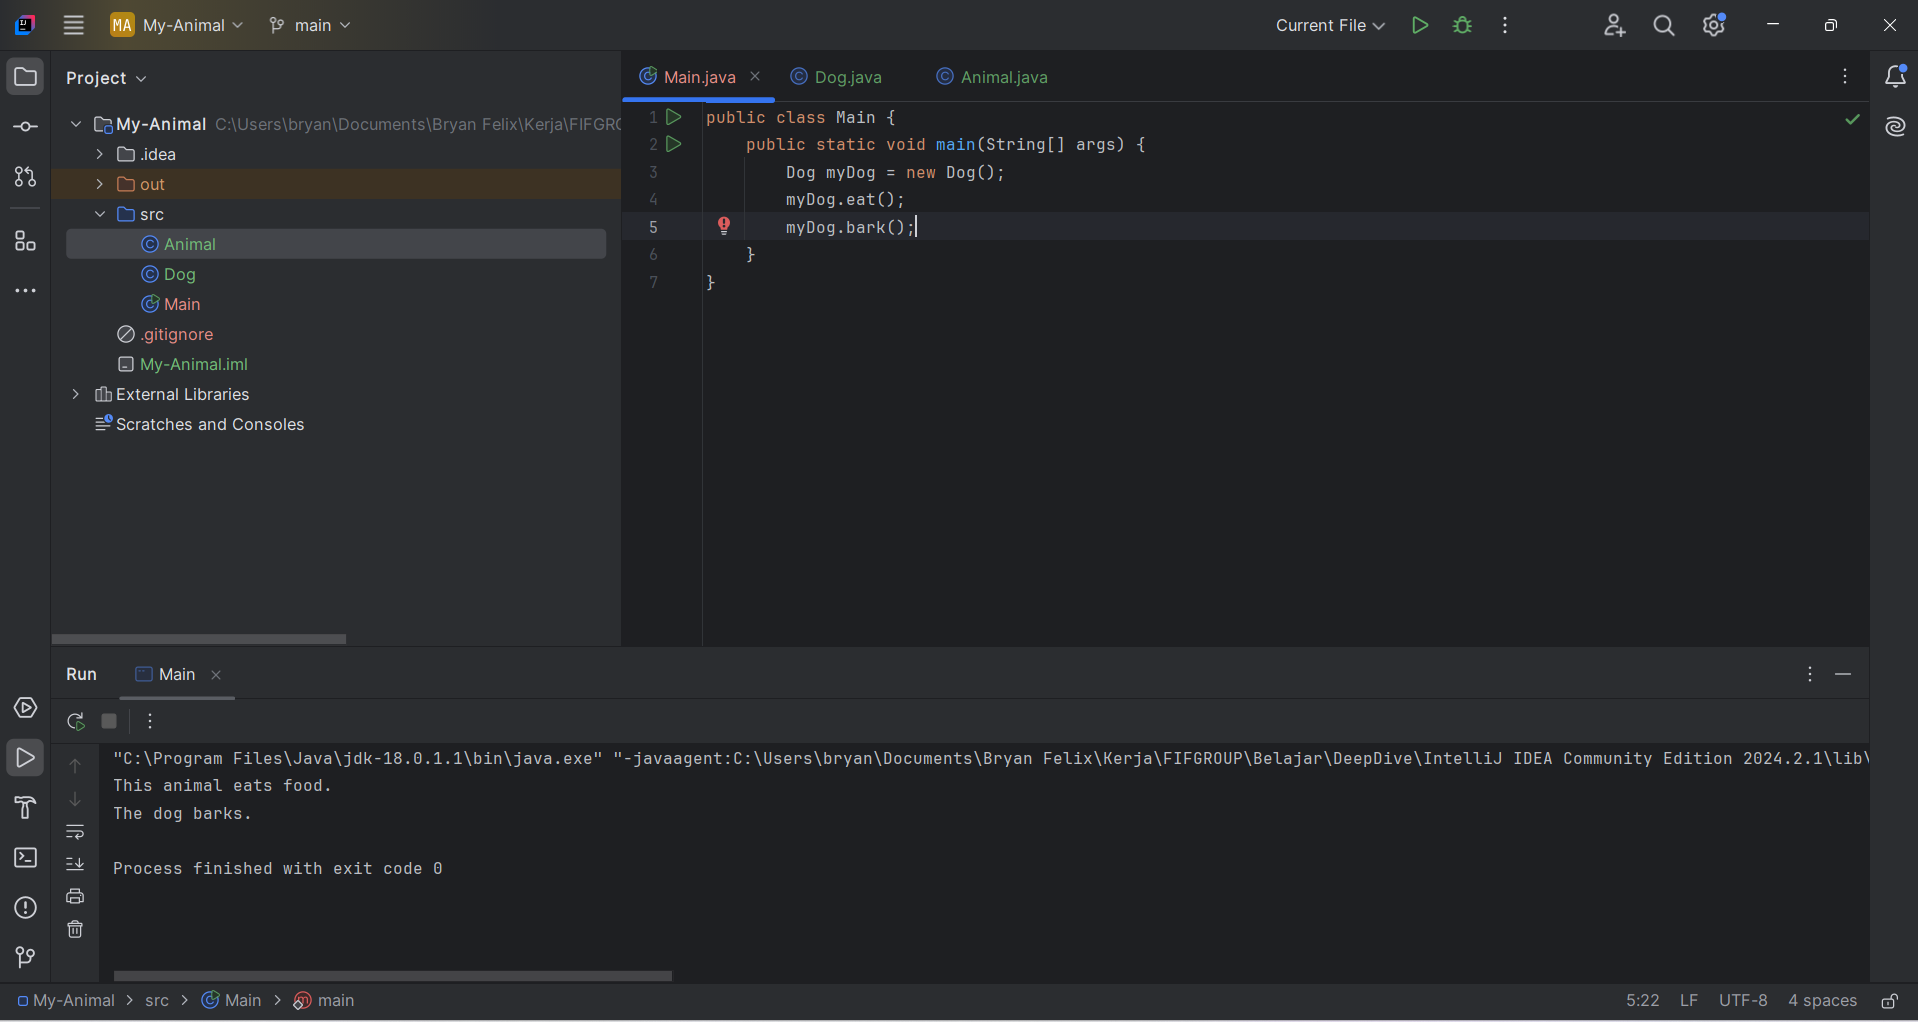 MA My-Animal main Current File
Project
Main.java Dog.java Animal.java
My-Animal C:\Users\bryan\Documents\Bryan Felix\Kerja\FIFGR
.idea
out
src
Animal
Dog
Main
.gitignore
My-Animal.iml
External Libraries
Scratches and Consoles
1 public class Main {
2 public static void main(String[] args) {
3 Dog myDog = new Dog();
4 myDog.eat();
5 myDog.bark();
6 }
7 }
Run Main
"C:\Program Files\Java\jdk-18.0.1.1\bin\java.exe" "-javaagent:C:\Users\bryan\Documents\Bryan Felix\Kerja\FIFGROUP\Belajar\DeepDive\IntelliJ IDEA Community Edition 2024.2.1\lib\
This animal eats food.
The dog barks.
Process finished with exit code 0
My-Animal > src > Main > main 5:22 LF UTF-8 4 spaces